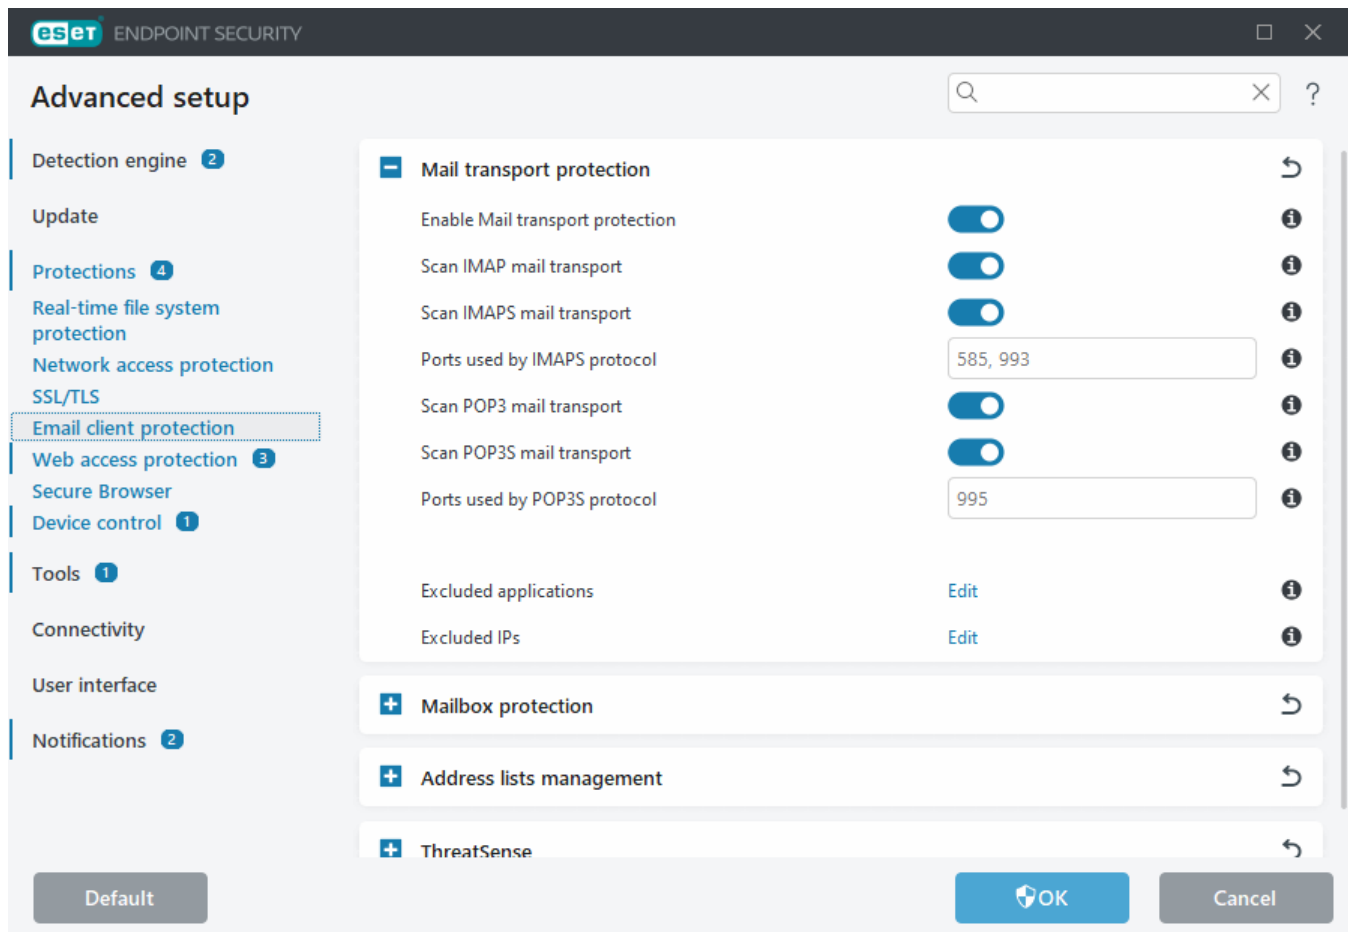 eset ENDPOINT SECURITY
Advanced setup
?
Detection engine 2
Update
Protections 4
Real-time file system
protection
Network access protection
SSL/TLS
Email client protection
Web access protection 3
Secure Browser
Device control 1
Tools 1
Connectivity
User interface
Notifications 2
Mail transport protection
Enable Mail transport protection
Scan IMAP mail transport
Scan IMAPS mail transport
Ports used by IMAPS protocol 585, 993
Scan POP3 mail transport
Scan POP3S mail transport
Ports used by POP3S protocol 995
Excluded applications Edit
Excluded IPs Edit
Mailbox protection
Address lists management
ThreatSense
Default
OK
Cancel